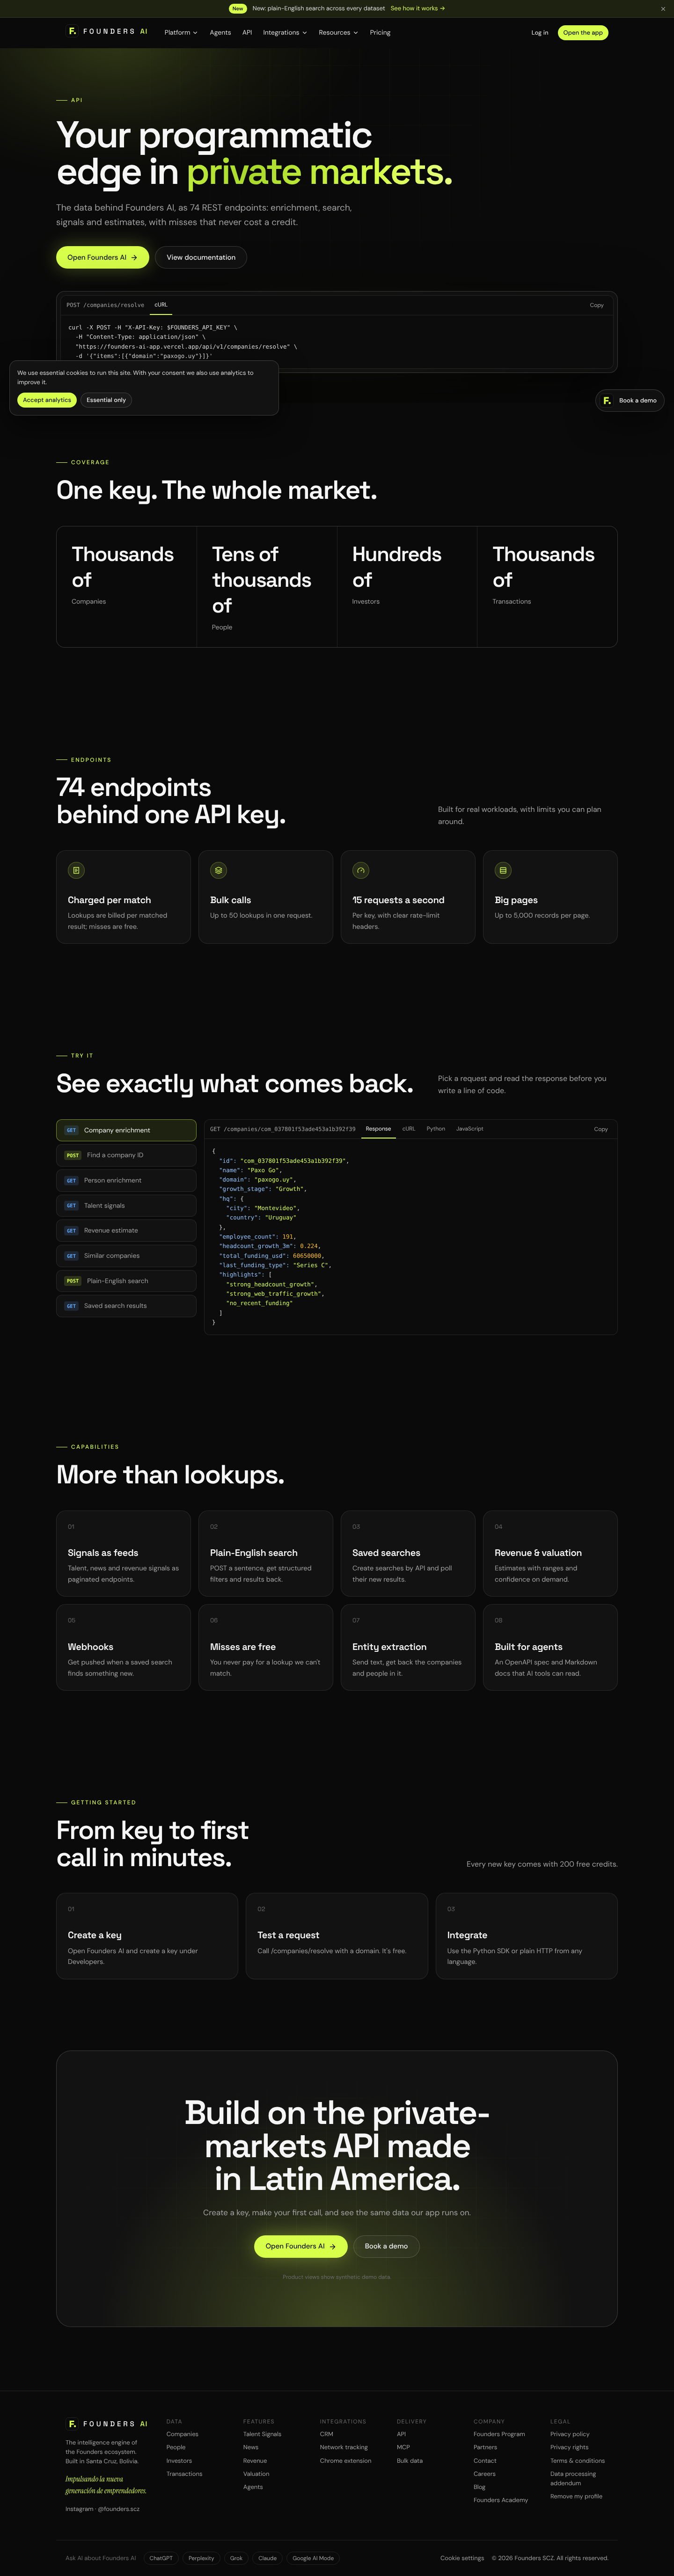 New New: plain-English search across every dataset See how it works →
F. FOUNDERS AI Platform Agents API Integrations Resources Pricing Log in Open the app
API
Your programmatic
edge in private markets.
The data behind Founders AI, as 74 REST endpoints: enrichment, search,
signals and estimates, with misses that never cost a credit.
Open Founders AI → View documentation
POST /companies/resolve cURL Copy
curl -X POST -H "X-API-Key: $FOUNDERS_API_KEY" \
-H "Content-Type: application/json" \
"https://founders-ai-app.vercel.app/api/v1/companies/resolve" \
-d '{"items":[{"domain":"paxogo.uy"}]}'
We use essential cookies to run this site. With your consent we also use analytics to
improve it.
Accept analytics Essential only
F. Book a demo
COVERAGE
One key. The whole market.
Thousands
of
Companies
Tens of
thousands
of
People
Hundreds
of
Investors
Thousands
of
Transactions
ENDPOINTS
74 endpoints
behind one API key.
Built for real workloads, with limits you can plan
around.
Charged per match
Lookups are billed per matched
result; misses are free.
Bulk calls
Up to 50 lookups in one request.
15 requests a second
Per key, with clear rate-limit
headers.
Big pages
Up to 5,000 records per page.
TRY IT
See exactly what comes back.
Pick a request and read the response before you
write a line of code.
GET Company enrichment
POST Find a company ID
GET Person enrichment
GET Talent signals
GET Revenue estimate
GET Similar companies
POST Plain-English search
GET Saved search results
GET /companies/com_037801f53ade453a1b392f39 Response cURL Python JavaScript Copy
{
"id": "com_037801f53ade453a1b392f39",
"name": "Paxo Go",
"domain": "paxogo.uy",
"growth_stage": "Growth",
"hq": {
"city": "Montevideo",
"country": "Uruguay"
},
"employee_count": 191,
"headcount_growth_3m": 0.224,
"total_funding_usd": 60650000,
"last_funding_type": "Series C",
"highlights": [
"strong_headcount_growth",
"strong_web_traffic_growth",
"no_recent_funding"
]
}
CAPABILITIES
More than lookups.
01
Signals as feeds
Talent, news and revenue signals as
paginated endpoints.
02
Plain-English search
POST a sentence, get structured
filters and results back.
03
Saved searches
Create searches by API and poll
their new results.
04
Revenue & valuation
Estimates with ranges and
confidence on demand.
05
Webhooks
Get pushed when a saved search
finds something new.
06
Misses are free
You never pay for a lookup we can't
match.
07
Entity extraction
Send text, get back the companies
and people in it.
08
Built for agents
An OpenAPI spec and Markdown
docs that AI tools can read.
GETTING STARTED
From key to first
call in minutes.
Every new key comes with 200 free credits.
01
Create a key
Open Founders AI and create a key under
Developers.
02
Test a request
Call /companies/resolve with a domain. It's free.
03
Integrate
Use the Python SDK or plain HTTP from any
language.
Build on the private-
markets API made
in Latin America.
Create a key, make your first call, and see the same data our app runs on.
Open Founders AI → Book a demo
Product views show synthetic demo data.
F. FOUNDERS AI
The intelligence engine of
the Founders ecosystem.
Built in Santa Cruz, Bolivia.
Impulsando la nueva
generación de emprendedores.
Instagram · @founders.scz
DATA
Companies
People
Investors
Transactions
FEATURES
Talent Signals
News
Revenue
Valuation
Agents
INTEGRATIONS
CRM
Network tracking
Chrome extension
DELIVERY
API
MCP
Bulk data
COMPANY
Founders Program
Partners
Contact
Careers
Blog
Founders Academy
LEGAL
Privacy policy
Privacy rights
Terms & conditions
Data processing
addendum
Remove my profile
Ask AI about Founders AI ChatGPT Perplexity Grok Claude Google AI Mode
Cookie settings © 2026 Founders SCZ. All rights reserved.